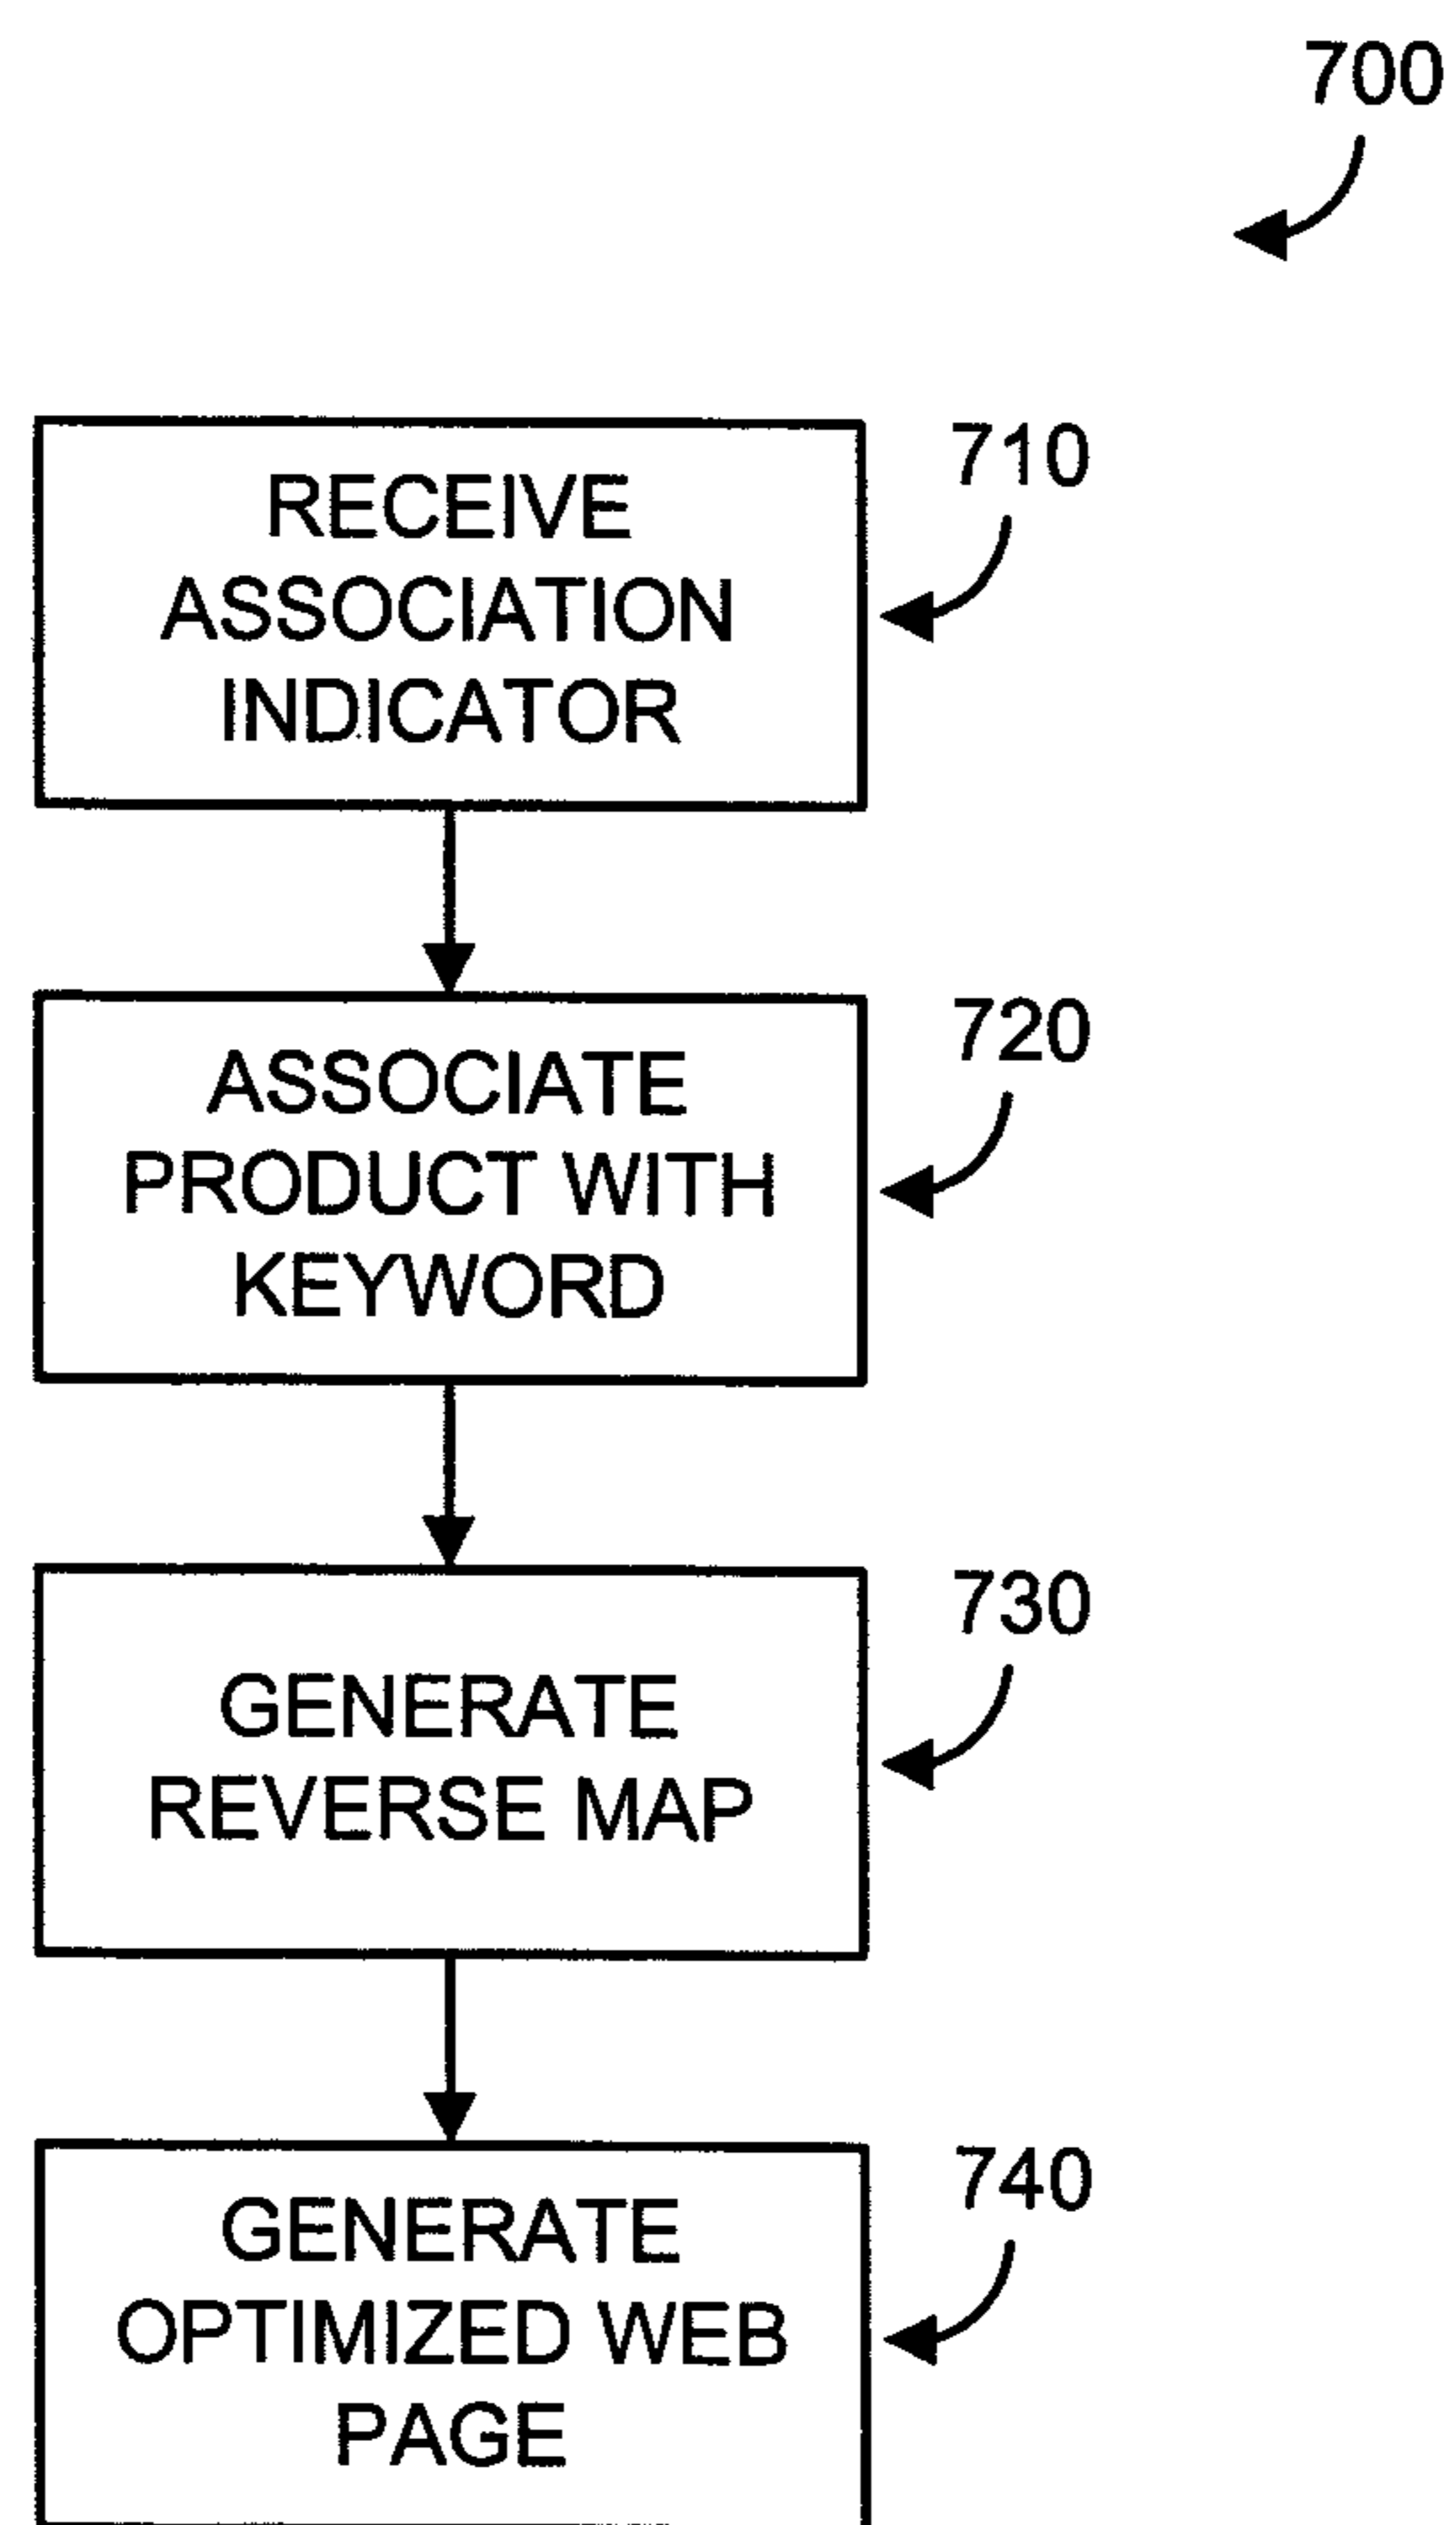 700
710
RECEIVE
ASSOCIATION
INDICATOR
720
ASSOCIATE
PRODUCT WITH
KEYWORD
730
GENERATE
REVERSE MAP
740
GENERATE
OPTIMIZED WEB
PAGE